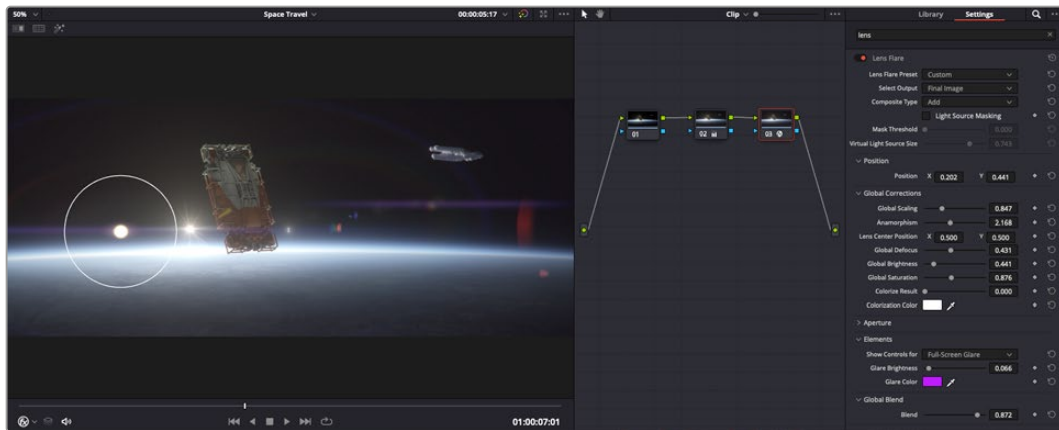 50% Space Travel 00:00:05:17 Clip Library Settings
lens
Lens Flare
Lens Flare Preset Custom
Select Output Final Image
Composite Type Add
Light Source Masking
Mask Threshold 0.000
Virtual Light Source Size 0.743
01 02 03
Position
Position X 0.202 Y 0.441
Global Corrections
Global Scaling 0.847
Anamorphism 2.168
Lens Center Position X 0.500 Y 0.500
Global Defocus 0.431
Global Brightness 0.441
Global Saturation 0.876
Colorize Result 0.000
Colorization Color
Aperture
Elements
Show Controls for Full-Screen Glare
Glare Brightness 0.066
Glare Color
Global Blend
Blend 0.872
01:00:07:01